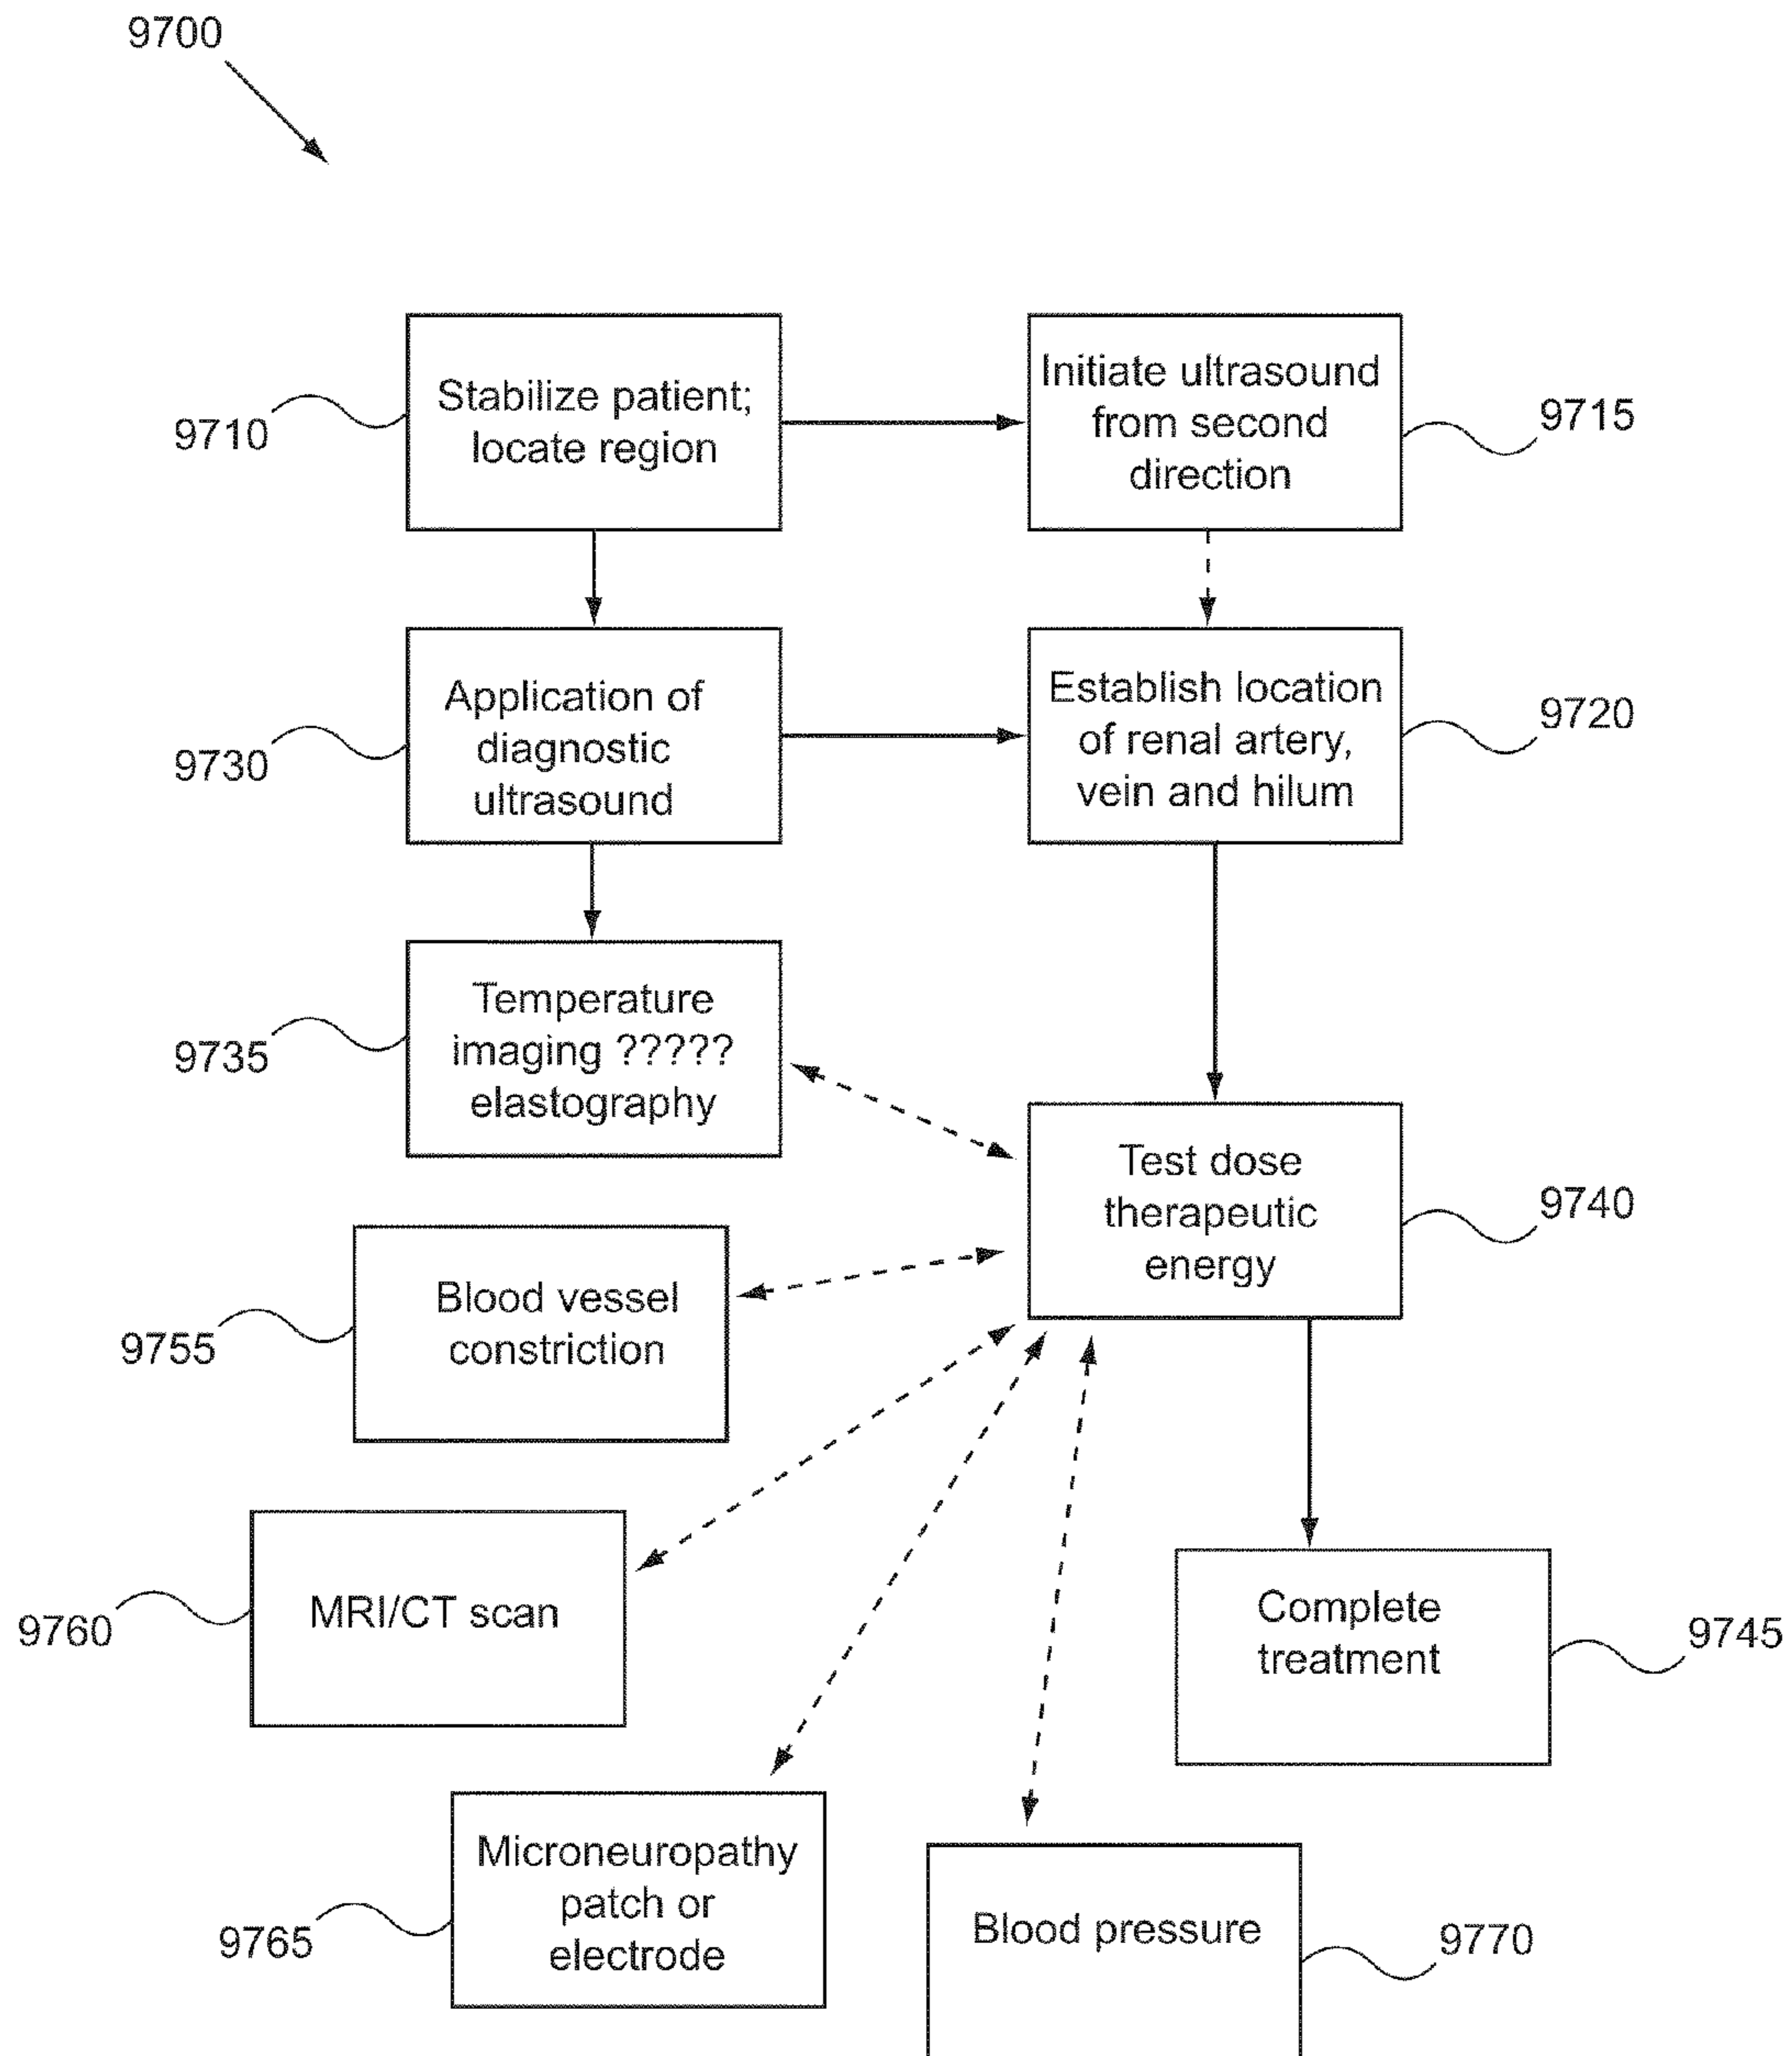 9700
Stabilize patient;
locate region
9710
Initiate ultrasound
from second
direction
9715
Application of
diagnostic
ultrasound
9730
Establish location
of renal artery,
vein and hilum
9720
Temperature
imaging ?????
elastography
9735
Test dose
therapeutic
energy
9740
Blood vessel
constriction
9755
MRI/CT scan
9760
Complete
treatment
9745
Microneuropathy
patch or
electrode
9765
Blood pressure
9770